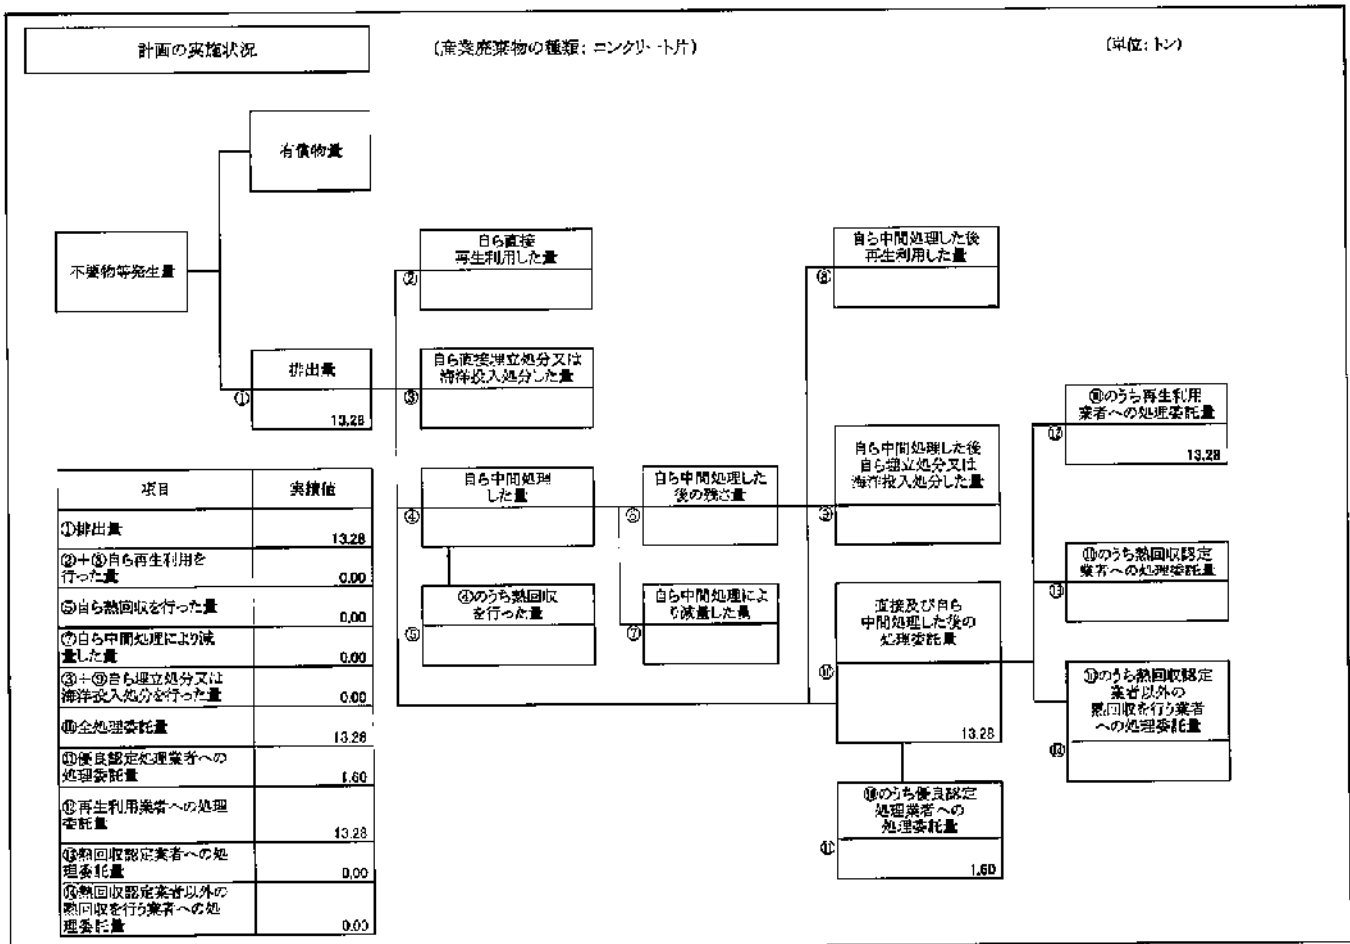 計画の実施状況
(産業廃棄物の種類: コンクリート片)
(単位: トン)
有償物量
不要物等発生量
排出量
①
13.28
自ら直接
再生利用した量
②
自ら直接埋立処分又は
海洋投入処分した量
③
自ら中間処理
した量
④
④のうち熱回収
を行った量
⑤
自ら中間処理した
後の残さ量
⑥
自ら中間処理によ
り減量した量
⑦
自ら中間処理した後
再生利用した量
⑧
自ら中間処理した後
自ら埋立処分又は
海洋投入処分した量
⑨
直接及び自ら
中間処理した後の
処理委託量
⑩
13.28
⑩のうち優良認定
処理業者への
処理委託量
⑪
1.60
⑩のうち再生利用
業者への処理委託量
⑫
13.28
⑩のうち熱回収認定
業者への処理委託量
⑬
⑩のうち熱回収認定
業者以外の
熱回収を行う業者
への処理委託量
⑭
項目 実績値
①排出量 13.28
②+⑧自ら再生利用を
行った量 0.00
⑤自ら熱回収を行った量 0.00
⑦自ら中間処理により減
量した量 0.00
③+⑨自ら埋立処分又は
海洋投入処分を行った量 0.00
⑩全処理委託量 13.28
⑪優良認定処理業者への
処理委託量 1.60
⑫再生利用業者への処理
委託量 13.28
⑬熱回収認定業者への処
理委託量 0.00
⑭熱回収認定業者以外の
熱回収を行う業者への処
理委託量 0.00